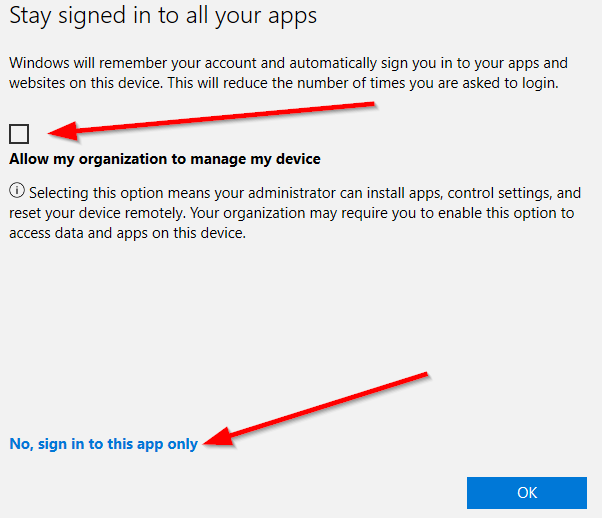 Stay signed in to all your apps
Windows will remember your account and automatically sign you in to your apps and
websites on this device. This will reduce the number of times you are asked to login.
Allow my organization to manage my device
Selecting this option means your administrator can install apps, control settings, and
reset your device remotely. Your organization may require you to enable this option to
access data and apps on this device.
No, sign in to this app only
OK